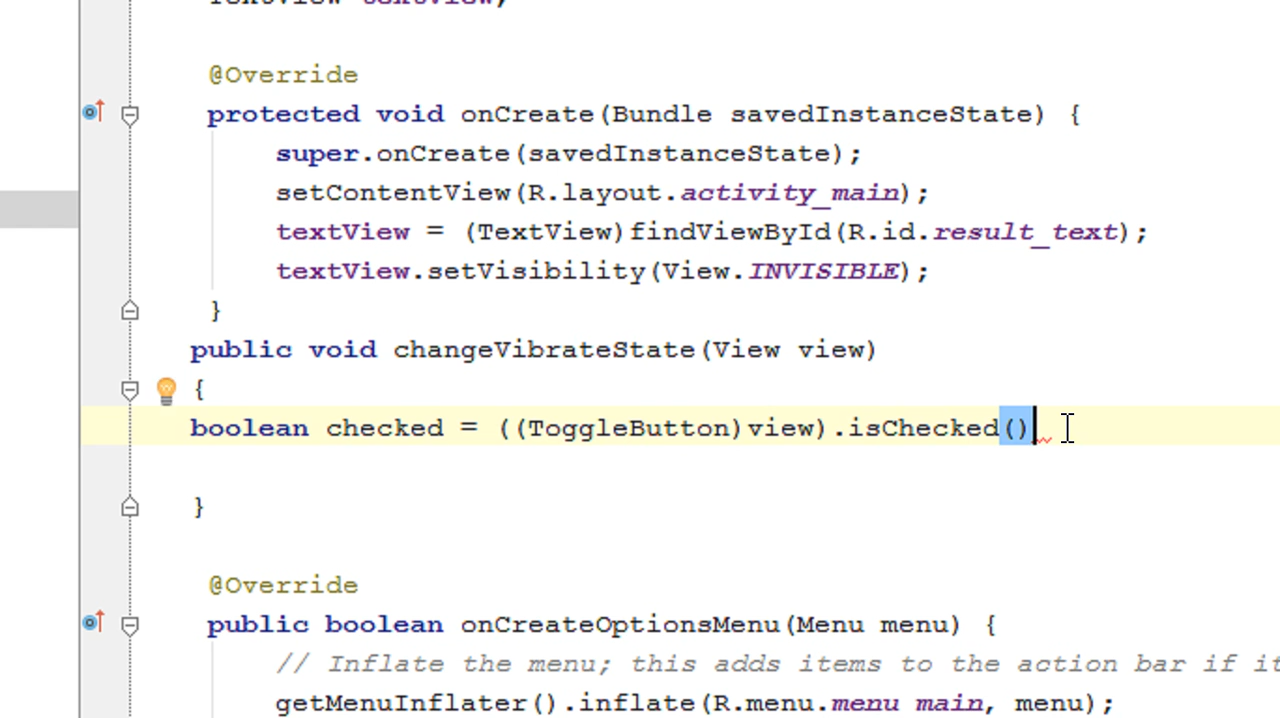 @Override
protected void onCreate(Bundle savedInstanceState) {
super.onCreate(savedInstanceState);
setContentView(R.layout.activity_main);
textView = (TextView)findViewById(R.id.result_text);
textView.setVisibility(View.INVISIBLE);
}
public void changeVibrateState(View view)
{
boolean checked = ((ToggleButton)view).isChecked()
}
@Override
public boolean onCreateOptionsMenu(Menu menu) {
// Inflate the menu; this adds items to the action bar if it
getMenuInflater().inflate(R.menu.menu_main, menu);